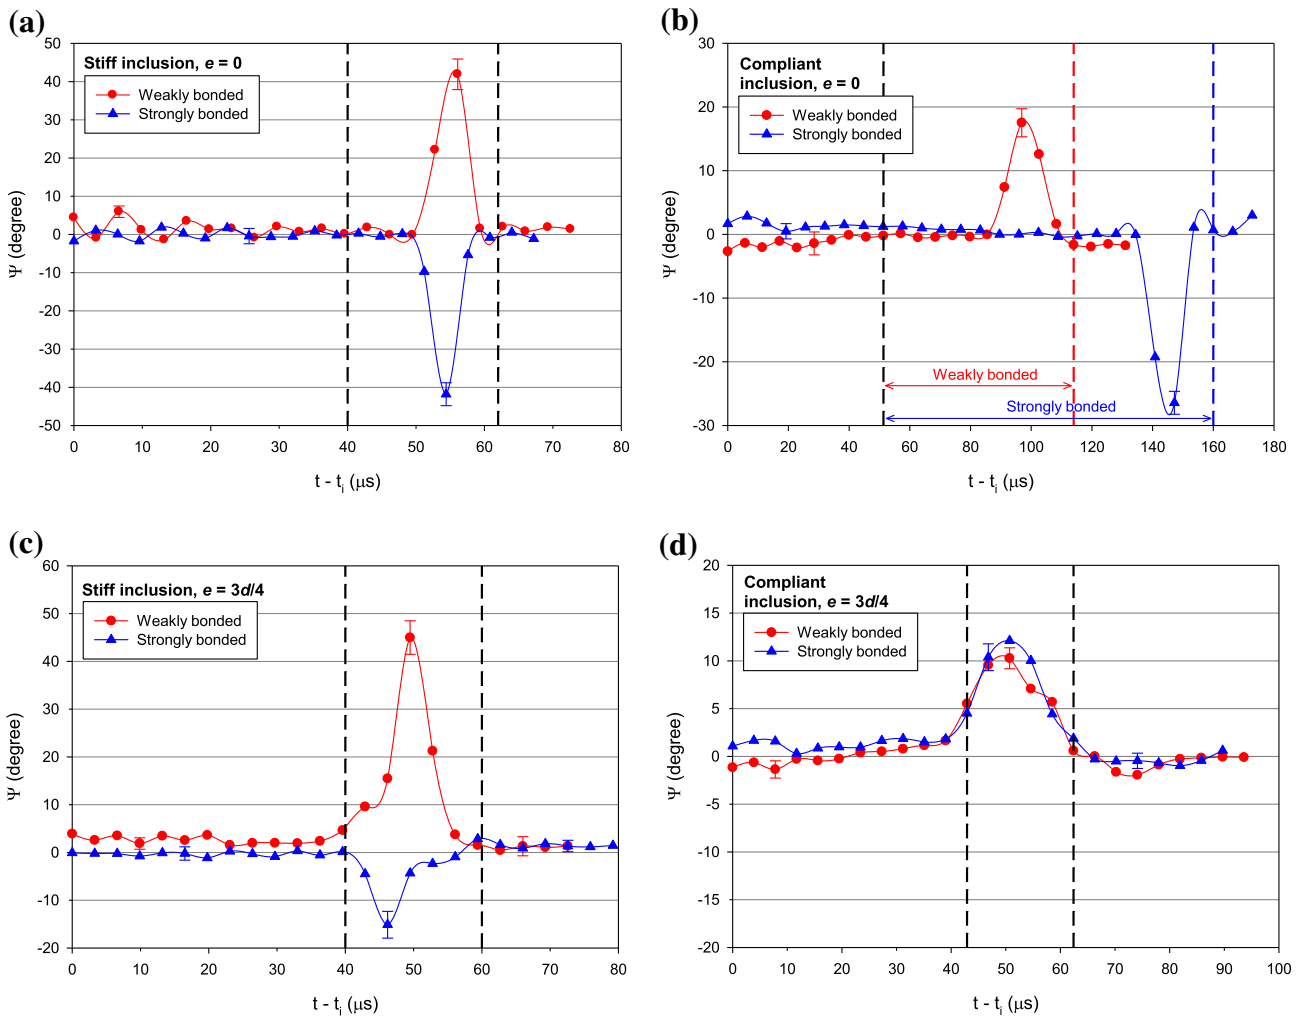 (a)
50
40
30
20
10
0
-10
-20
-30
-40
-50
Ψ (degree)
Stiff inclusion, e = 0
Weakly bonded
Strongly bonded
0 10 20 30 40 50 60 70 80
t - ti (μs)
(b)
30
20
10
0
-10
-20
-30
Ψ (degree)
Compliant
inclusion, e = 0
Weakly bonded
Strongly bonded
Weakly bonded
Strongly bonded
0 20 40 60 80 100 120 140 160 180
t - ti (μs)
(c)
60
50
40
30
20
10
0
-10
-20
Ψ (degree)
Stiff inclusion, e = 3d/4
Weakly bonded
Strongly bonded
0 10 20 30 40 50 60 70 80
t - ti (μs)
(d)
20
15
10
5
0
-5
-10
-15
-20
Ψ (degree)
Compliant
inclusion, e = 3d/4
Weakly bonded
Strongly bonded
0 10 20 30 40 50 60 70 80 90 100
t - ti (μs)